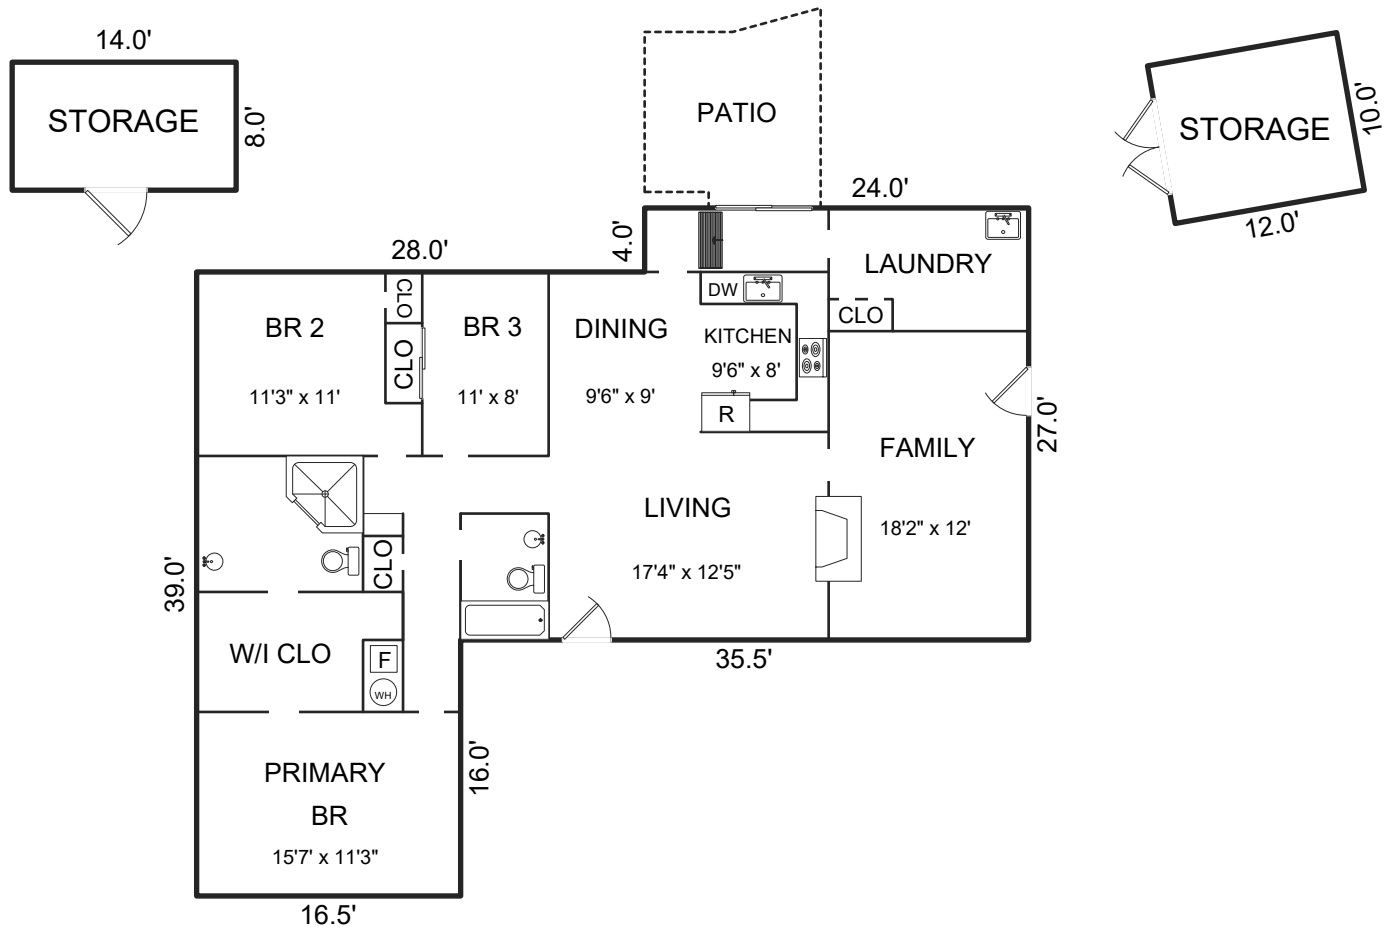 14.0'
STORAGE
8.0'
PATIO
STORAGE
10.0'
12.0'
24.0'
4.0'
28.0'
LAUNDRY
CLO
BR 2
11'3" x 11'
CLO
CLO
BR 3
11' x 8'
DINING
9'6" x 9'
DW
KITCHEN
9'6" x 8'
R
FAMILY
18'2" x 12'
27.0'
LIVING
17'4" x 12'5"
CLO
39.0'
W/I CLO
F
WH
35.5'
16.0'
PRIMARY
BR
15'7' x 11'3"
16.5'